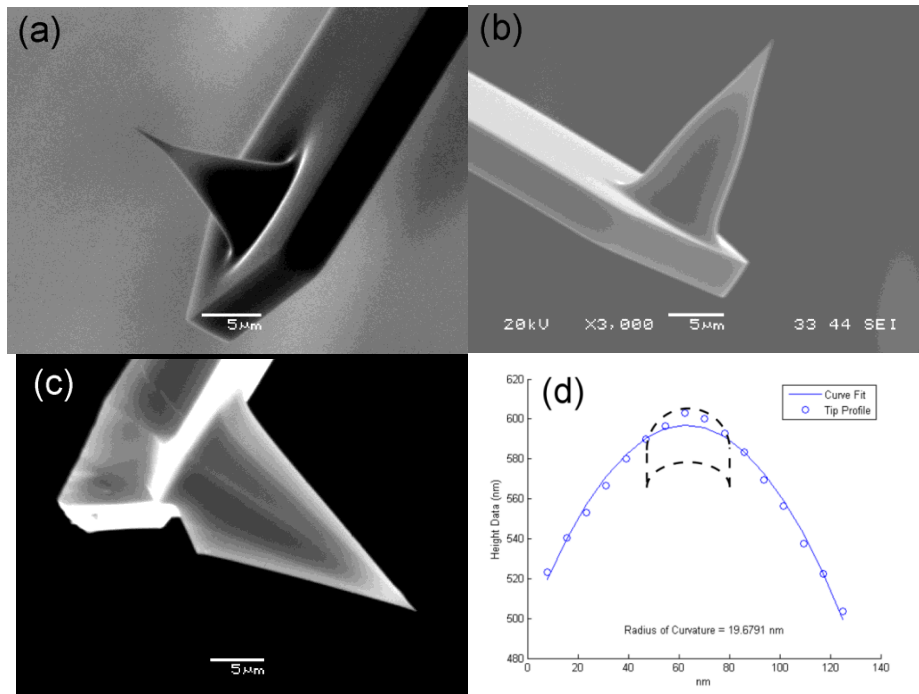 (a)
5µm
(b)
20kV X3,000 5µm 33 44 SEI
(c)
5µm
(d)
620
600
580
560
540
520
500
480
0 20 40 60 80 100 120 140
Height Data (nm)
nm
Curve Fit
Tip Profile
Radius of Curvature = 19.6791 nm